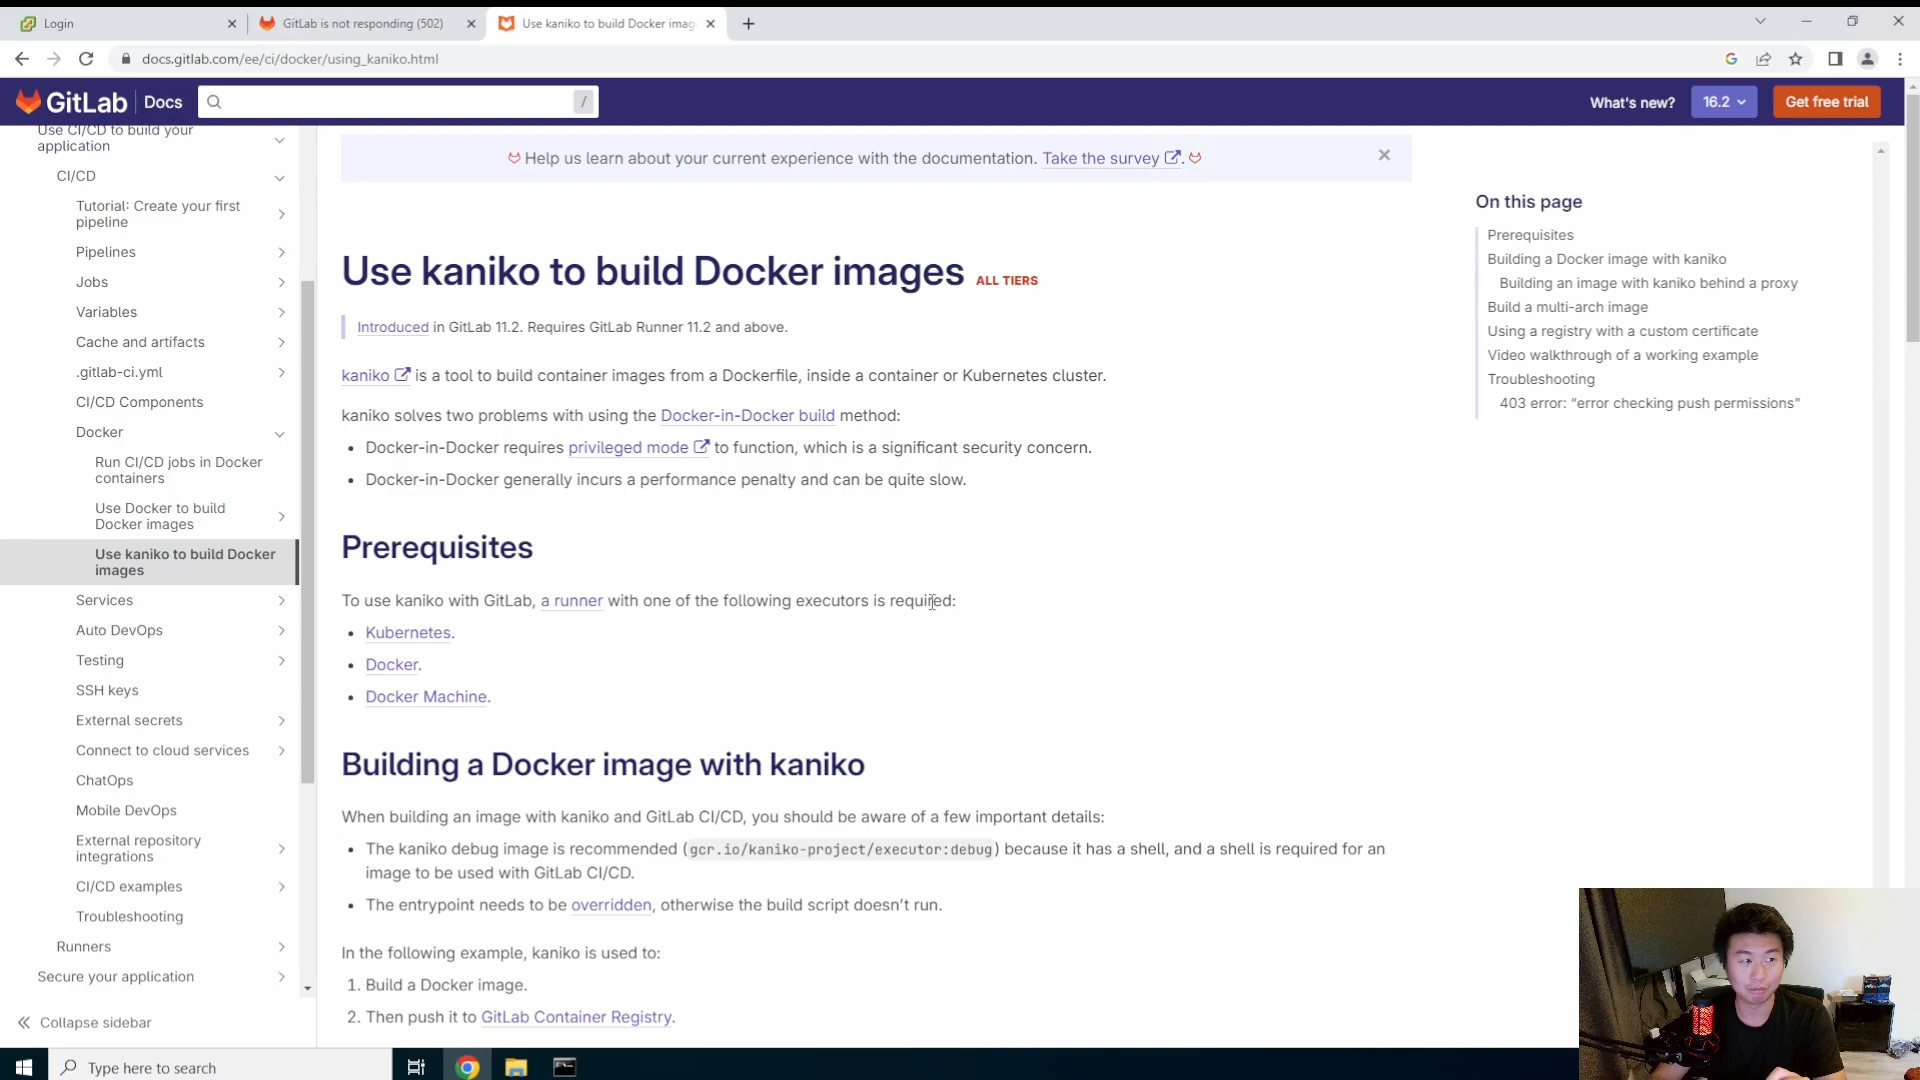 Login
GitLab is not responding (502)
Use kaniko to build Docker imag
docs.gitlab.com/ee/ci/docker/using_kaniko.html
GitLab Docs
/
What's new?
16.2
Get free trial
Use CI/CD to build your
application
CI/CD
Tutorial: Create your first
pipeline
Pipelines
Jobs
Variables
Cache and artifacts
.gitlab-ci.yml
CI/CD Components
Docker
Run CI/CD jobs in Docker
containers
Use Docker to build
Docker images
Use kaniko to build Docker
images
Services
Auto DevOps
Testing
SSH keys
External secrets
Connect to cloud services
ChatOps
Mobile DevOps
External repository
integrations
CI/CD examples
Troubleshooting
Runners
Secure your application
Collapse sidebar
Help us learn about your current experience with the documentation. Take the survey.
Use kaniko to build Docker images ALL TIERS
Introduced in GitLab 11.2. Requires GitLab Runner 11.2 and above.
kaniko is a tool to build container images from a Dockerfile, inside a container or Kubernetes cluster.
kaniko solves two problems with using the Docker-in-Docker build method:
• Docker-in-Docker requires privileged mode to function, which is a significant security concern.
• Docker-in-Docker generally incurs a performance penalty and can be quite slow.
Prerequisites
To use kaniko with GitLab, a runner with one of the following executors is required:
• Kubernetes.
• Docker.
• Docker Machine.
Building a Docker image with kaniko
When building an image with kaniko and GitLab CI/CD, you should be aware of a few important details:
• The kaniko debug image is recommended (gcr.io/kaniko-project/executor:debug) because it has a shell, and a shell is required for an
image to be used with GitLab CI/CD.
• The entrypoint needs to be overridden, otherwise the build script doesn’t run.
In the following example, kaniko is used to:
1. Build a Docker image.
2. Then push it to GitLab Container Registry.
On this page
Prerequisites
Building a Docker image with kaniko
Building an image with kaniko behind a proxy
Build a multi-arch image
Using a registry with a custom certificate
Video walkthrough of a working example
Troubleshooting
403 error: “error checking push permissions”
Type here to search